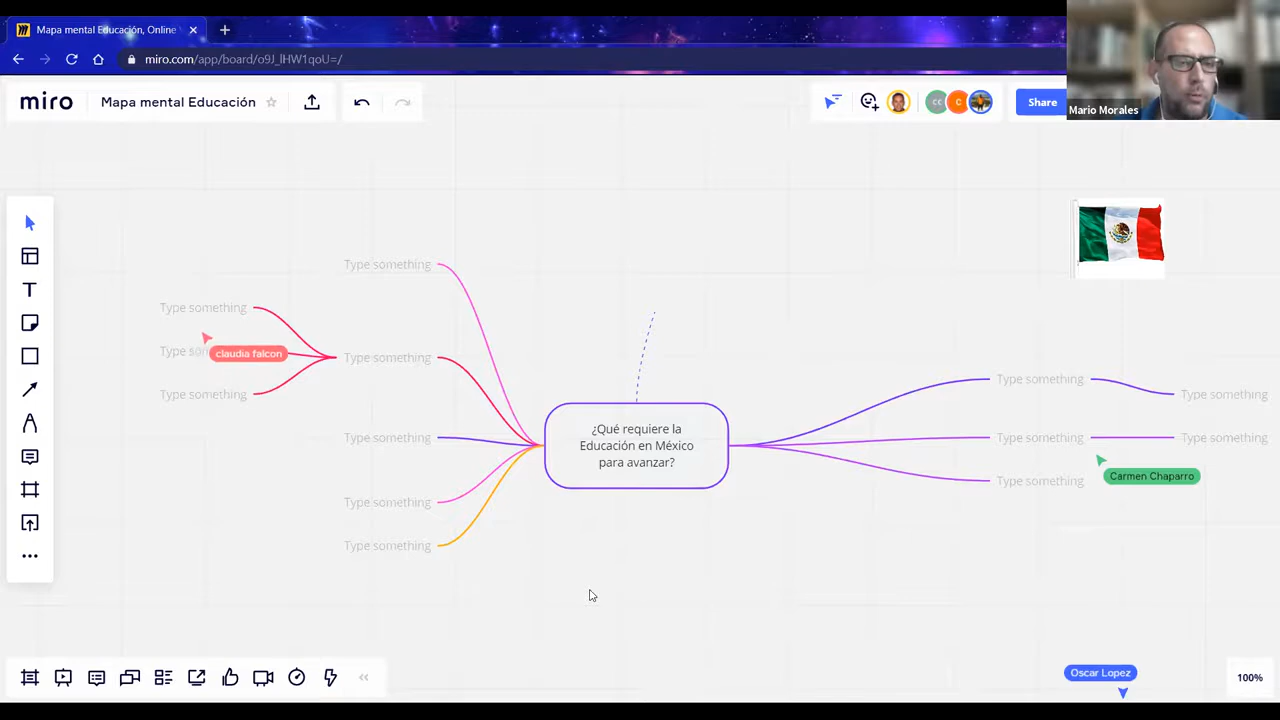 Mapa mental Educación, Online
miro.com/app/board/o9J_lHW1qoU=/
miro
Mapa mental Educación
CC
C
Share
Mario Morales
Type something
Type something
Type som
claudia falcon
Type something
Type something
Type something
Type something
Type something
¿Qué requiere la
Educación en México
para avanzar?
Type something
Type something
Type something
Type something
Type something
Carmen Chaparro
Type something
Oscar Lopez
100%